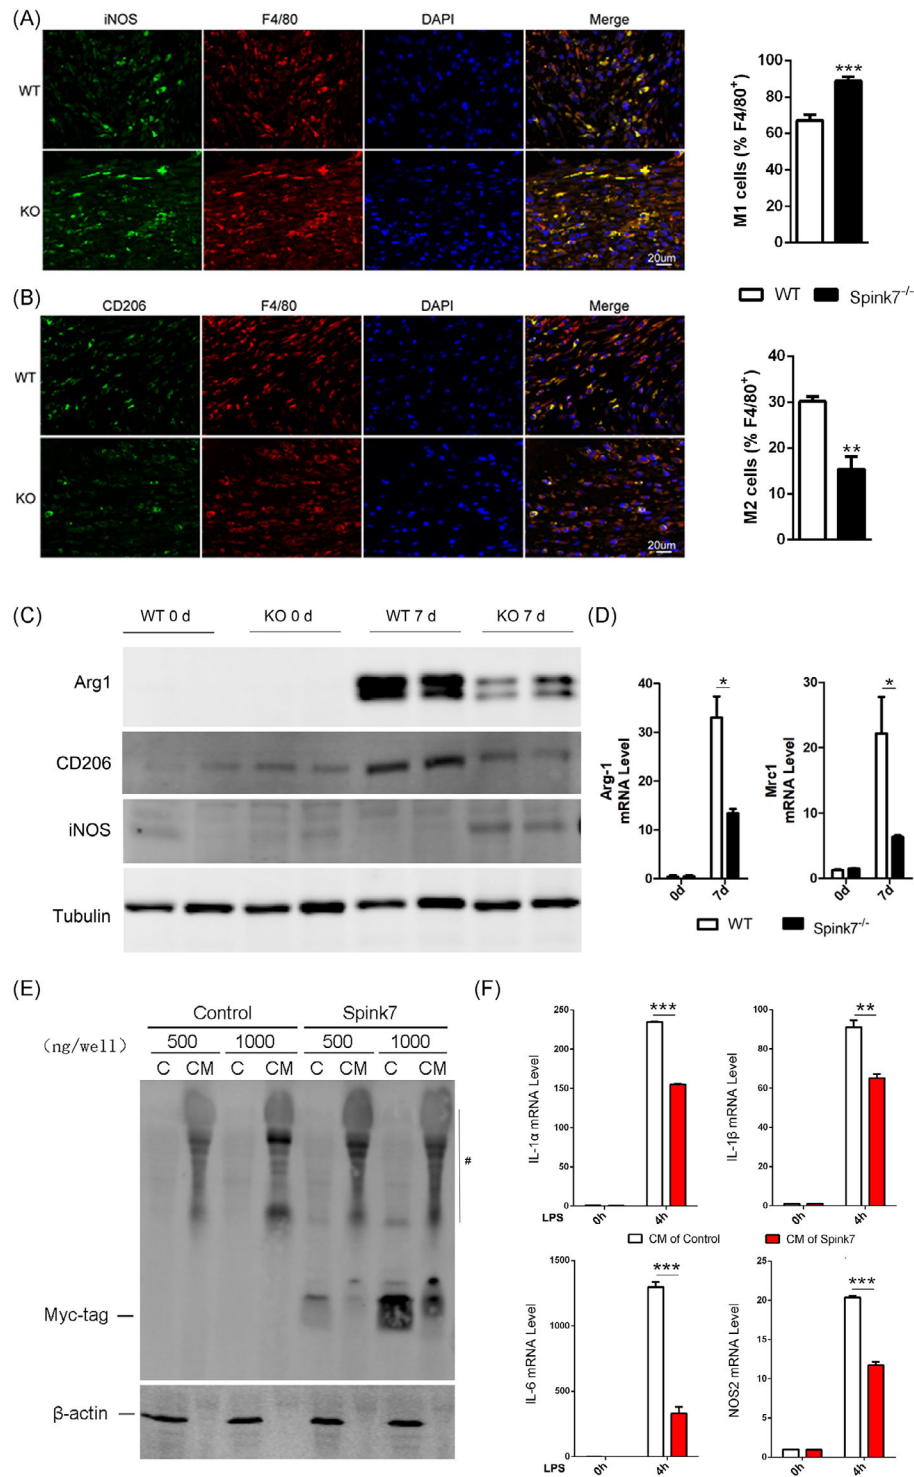 (A)
iNOS F4/80 DAPI Merge
WT
KO
20um
M1 cells (% F4/80⁺)
100
80
60
40
20
0
***
WT Spink7⁻/⁻
(B)
CD206 F4/80 DAPI Merge
WT
KO
20um
M2 cells (% F4/80⁺)
40
30
20
10
0
**
(C)
WT 0 d KO 0 d WT 7 d KO 7 d
Arg1
CD206
iNOS
Tubulin
(D)
Arg-1
mRNA Level
40
30
20
10
0
*
0d 7d
Mrc1
mRNA Level
30
20
10
0
*
0d 7d
WT Spink7⁻/⁻
(E)
Control Spink7
(ng/well) 500 1000 500 1000
C CM C CM C CM C CM
#
Myc-tag
β-actin
(F)
IL-1α mRNA Level
250
200
150
100
50
0
***
LPS 0h 4h
IL-1β mRNA Level
100
80
60
40
20
0
**
0h 4h
CM of Control CM of Spink7
IL-6 mRNA Level
1500
1000
500
0
***
LPS 0h 4h
NOS2 mRNA Level
25
20
15
10
5
0
***
0h 4h